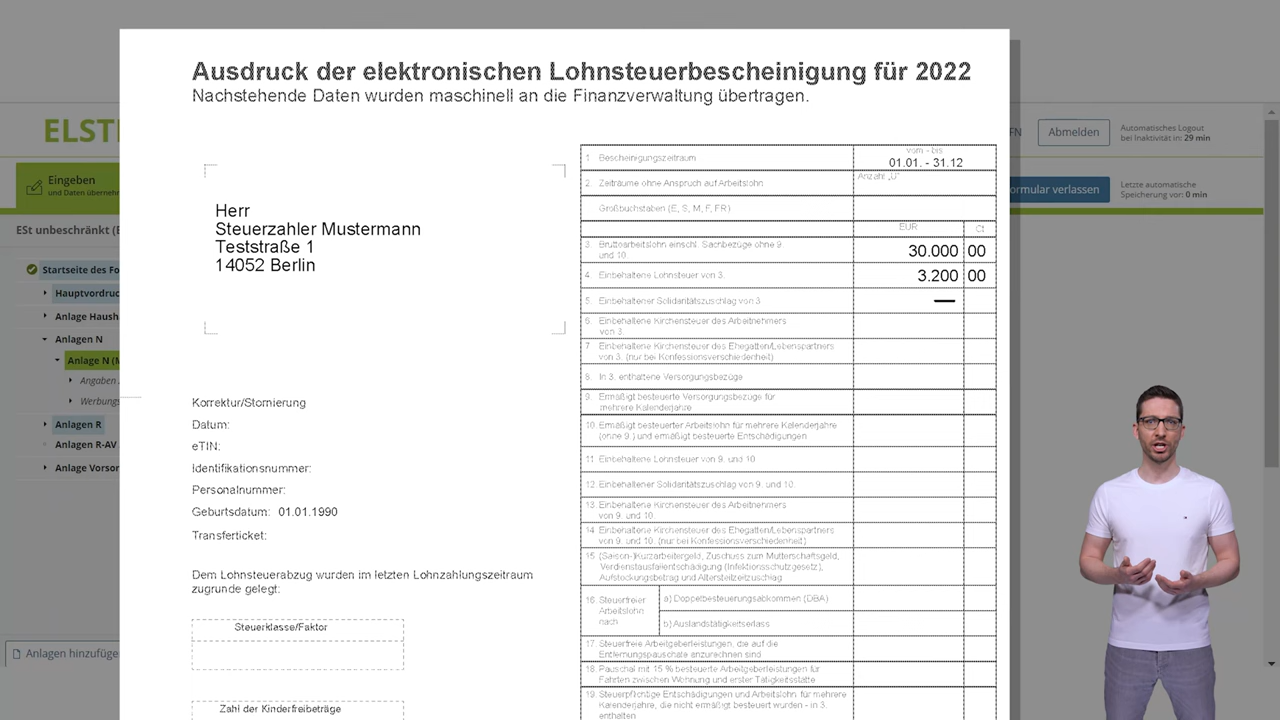 Ausdruck der elektronischen Lohnsteuerbescheinigung für 2022
Nachstehende Daten wurden maschinell an die Finanzverwaltung übertragen.
ELST
FN
Abmelden
Automatisches Logout
bei Inaktivität in: 29 min
Eingeben
und Daten übernehm
ormular verlassen
Letzte automatische
Speicherung vor: 0 min
ESt unbeschränkt (E
Startseite des Fo
Hauptvordruc
Anlage Haush
Anlagen N
Anlage N (M
Angaben
Werbungs
Anlagen R
Anlagen R-AV
Anlage Vorsor
Anlagen hinzufüge
Herr
Steuerzahler Mustermann
Teststraße 1
14052 Berlin
Korrektur/Stornierung
Datum:
eTIN:
Identifikationsnummer:
Personalnummer:
Geburtsdatum: 01.01.1990
Transferticket:
Dem Lohnsteuerabzug wurden im letzten Lohnzahlungszeitraum
zugrunde gelegt:
Steuerklasse/Faktor
Zahl der Kinderfreibeträge
1. Bescheinigungszeitraum
vom - bis
01.01. - 31.12
2. Zeiträume ohne Anspruch auf Arbeitslohn
Anzahl „U“
Großbuchstaben (E, S, M, F, FR)
EUR Ct
3. Bruttoarbeitslohn einschl. Sachbezüge ohne 9.
und 10. 30.000 00
4. Einbehaltene Lohnsteuer von 3. 3.200 00
5. Einbehaltener Solidaritätszuschlag von 3. —
6. Einbehaltene Kirchensteuer des Arbeitnehmers
von 3.
7. Einbehaltene Kirchensteuer des Ehegatten/Lebenspartners
von 3. (nur bei Konfessionsverschiedenheit)
8. In 3. enthaltene Versorgungsbezüge
9. Ermäßigt besteuerte Versorgungsbezüge für
mehrere Kalenderjahre
10. Ermäßigt besteuerter Arbeitslohn für mehrere Kalenderjahre
(ohne 9.) und ermäßigt besteuerte Entschädigungen
11. Einbehaltene Lohnsteuer von 9. und 10.
12. Einbehaltener Solidaritätszuschlag von 9. und 10.
13. Einbehaltene Kirchensteuer des Arbeitnehmers
von 9. und 10.
14. Einbehaltene Kirchensteuer des Ehegatten/Lebenspartners
von 9. und 10. (nur bei Konfessionsverschiedenheit)
15. (Saison-)Kurzarbeitergeld, Zuschuss zum Mutterschaftsgeld,
Verdienstausfallentschädigung (Infektionsschutzgesetz),
Aufstockungsbetrag und Altersteilzeitzuschlag
16. Steuerfreier
Arbeitslohn
nach
a) Doppelbesteuerungsabkommen (DBA)
b) Auslandstätigkeitserlass
17. Steuerfreie Arbeitgeberleistungen, die auf die
Entfernungspauschale anzurechnen sind
18. Pauschal mit 15 % besteuerte Arbeitgeberleistungen für
Fahrten zwischen Wohnung und erster Tätigkeitsstätte
19. Steuerpflichtige Entschädigungen und Arbeitslohn für mehrere
Kalenderjahre, die nicht ermäßigt besteuert wurden - in 3.
enthalten